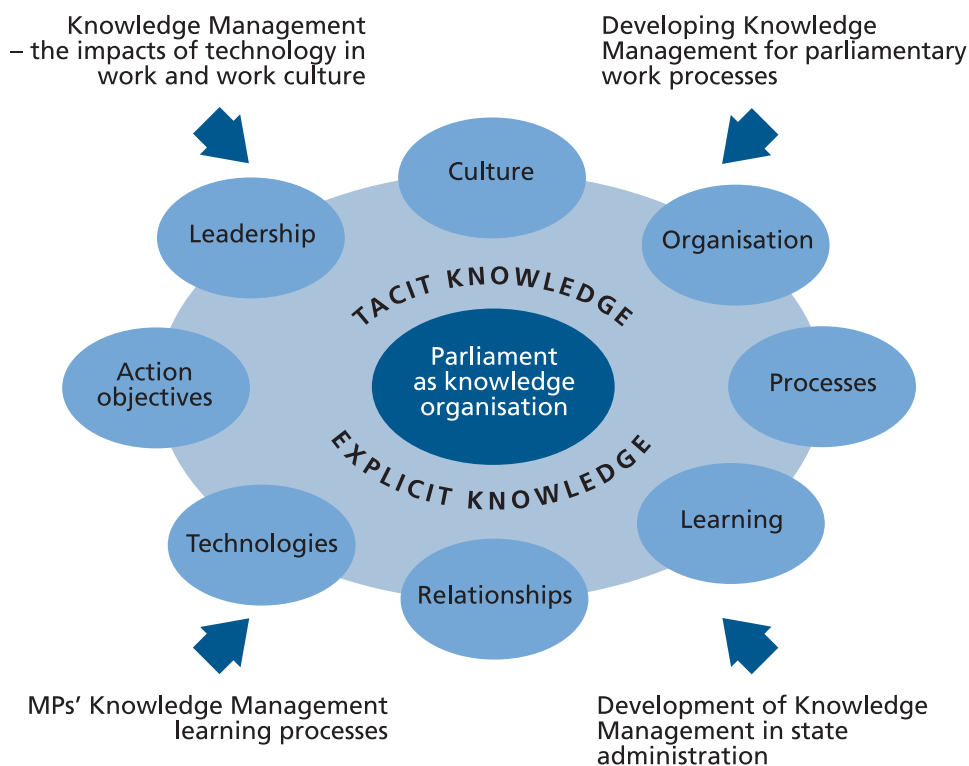 Knowledge Management
– the impacts of technology in
work and work culture
Developing Knowledge
Management for parliamentary
work processes
Culture
Leadership
Organisation
TACIT KNOWLEDGE
Parliament
as knowledge
organisation
Action
objectives
Processes
EXPLICIT KNOWLEDGE
Learning
Technologies
Relationships
MPs’ Knowledge Management
learning processes
Development of Knowledge
Management in state
administration